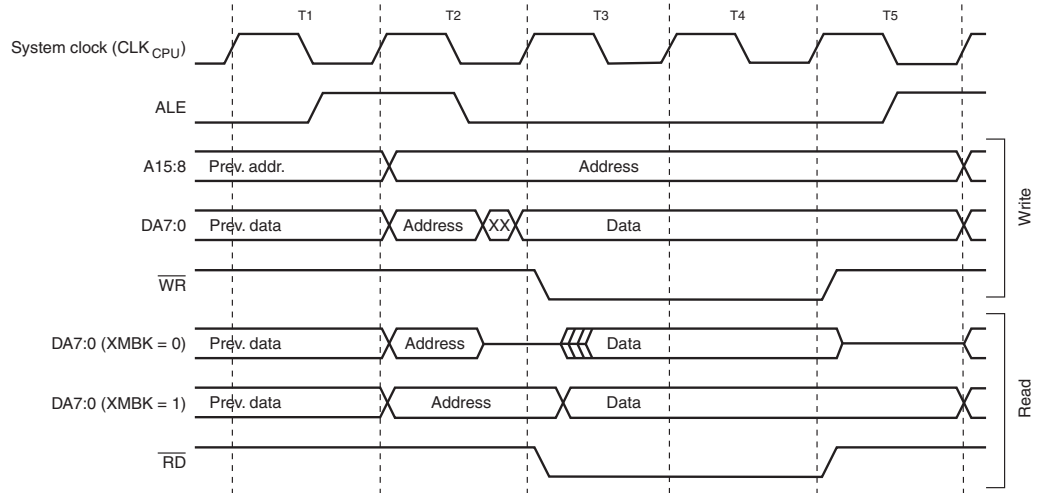 T1 T2 T3 T4 T5
System clock (CLK CPU)
ALE
A15:8 Prev. addr. Address
DA7:0 Prev. data Address XX Data
WR
Write
DA7:0 (XMBK = 0) Prev. data Address Data
DA7:0 (XMBK = 1) Prev. data Address Data
RD
Read